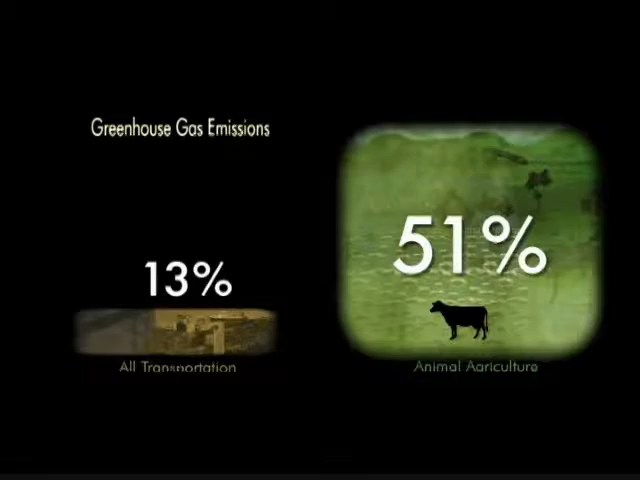 Greenhouse Gas Emissions
51%
13%
All Transportation
Animal Agriculture